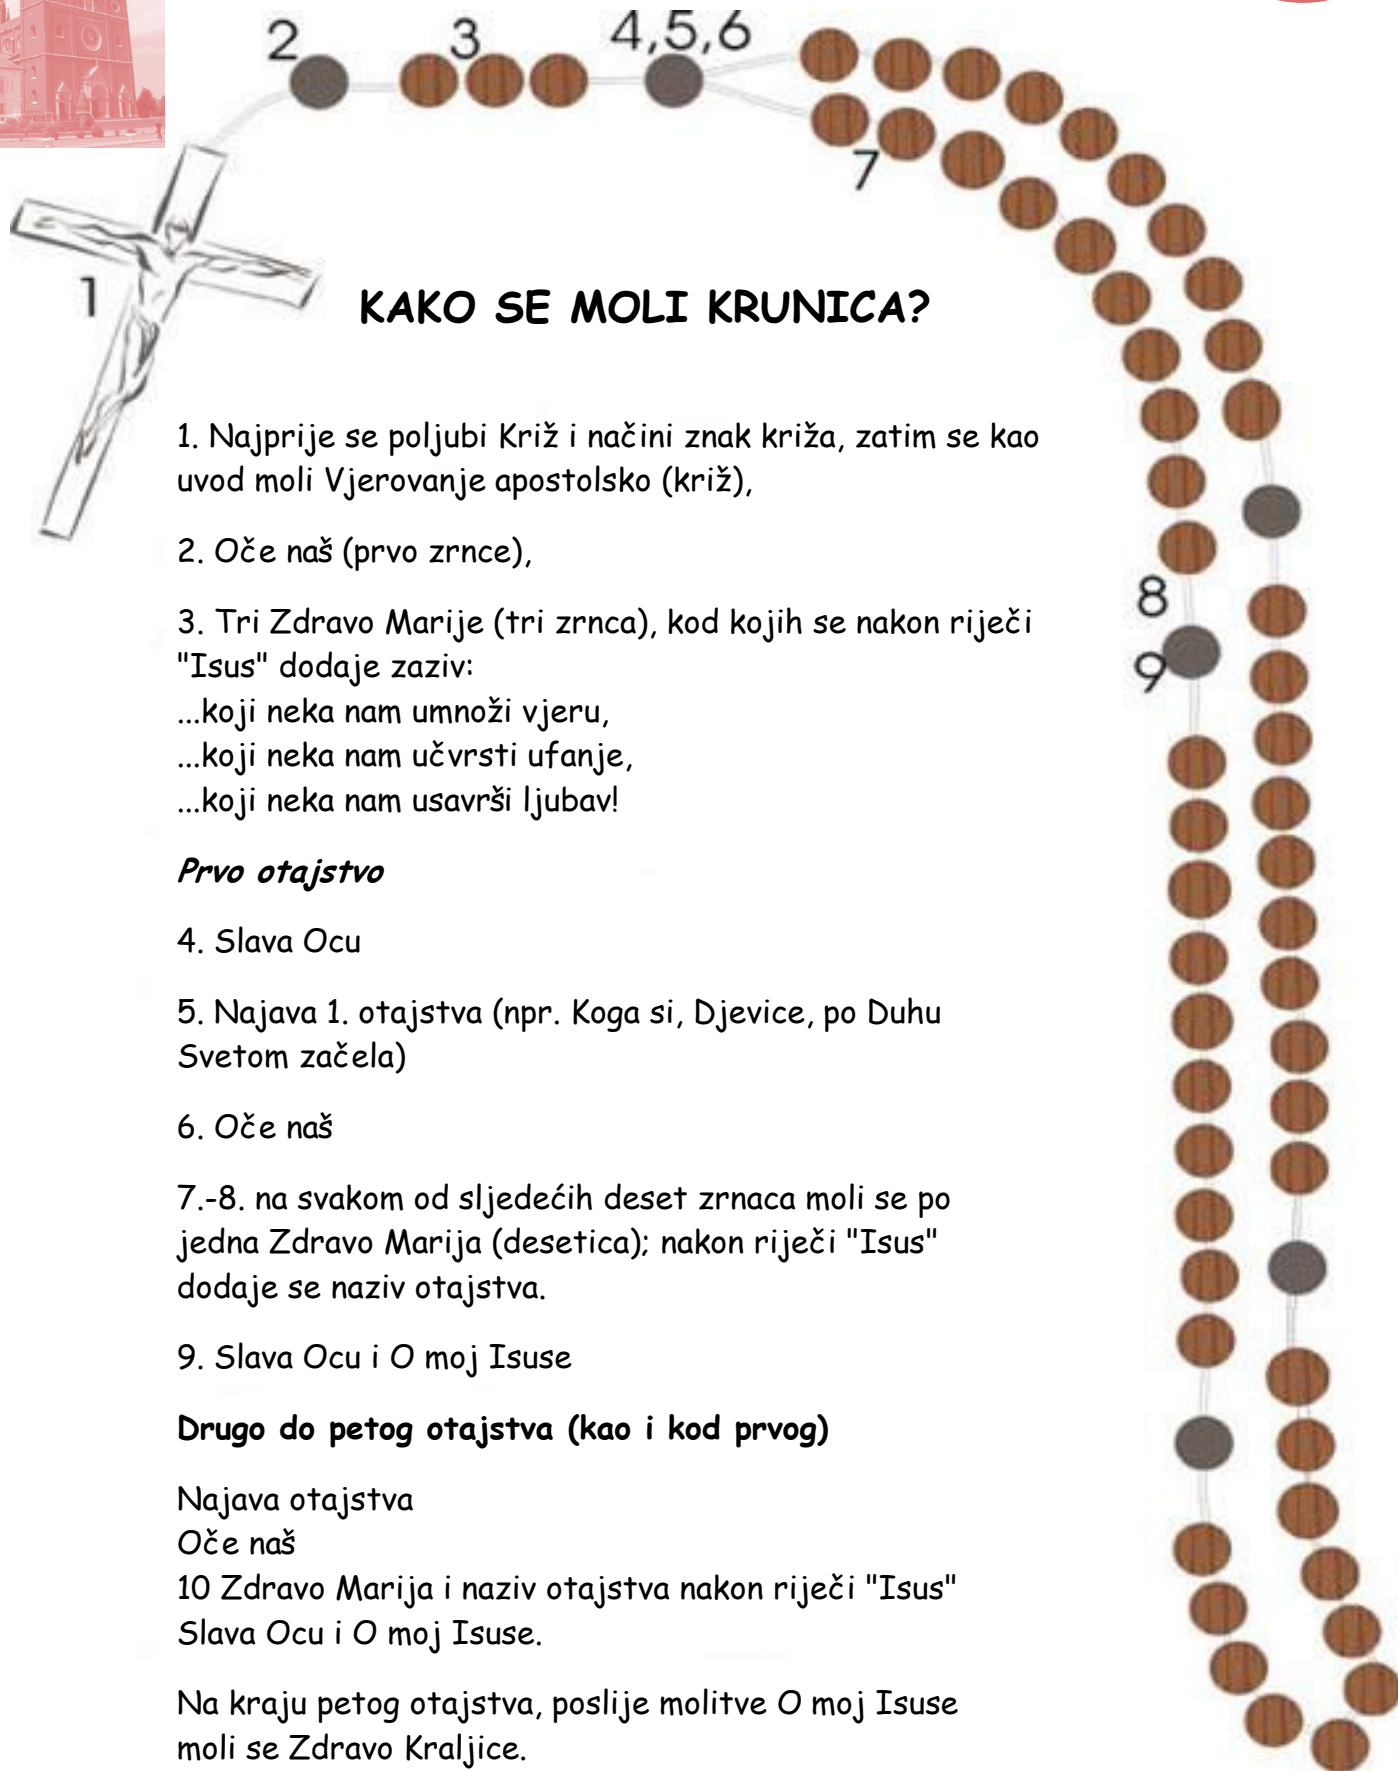 2
3
4,5,6
7
1
KAKO SE MOLI KRUNICA?
1. Najprije se poljubi Križ i načini znak križa, zatim se kao
uvod moli Vjerovanje apostolsko (križ),
2. Oče naš (prvo zrnce),
3. Tri Zdravo Marije (tri zrnca), kod kojih se nakon riječi
"Isus" dodaje zaziv:
...koji neka nam umnoži vjeru,
...koji neka nam učvrsti ufanje,
...koji neka nam usavrši ljubav!
8
9
Prvo otajstvo
4. Slava Ocu
5. Najava 1. otajstva (npr. Koga si, Djevice, po Duhu
Svetom začela)
6. Oče naš
7.-8. na svakom od sljedećih deset zrnaca moli se po
jedna Zdravo Marija (desetica); nakon riječi "Isus"
dodaje se naziv otajstva.
9. Slava Ocu i O moj Isuse
Drugo do petog otajstva (kao i kod prvog)
Najava otajstva
Oče naš
10 Zdravo Marija i naziv otajstva nakon riječi "Isus"
Slava Ocu i O moj Isuse.
Na kraju petog otajstva, poslije molitve O moj Isuse
moli se Zdravo Kraljice.